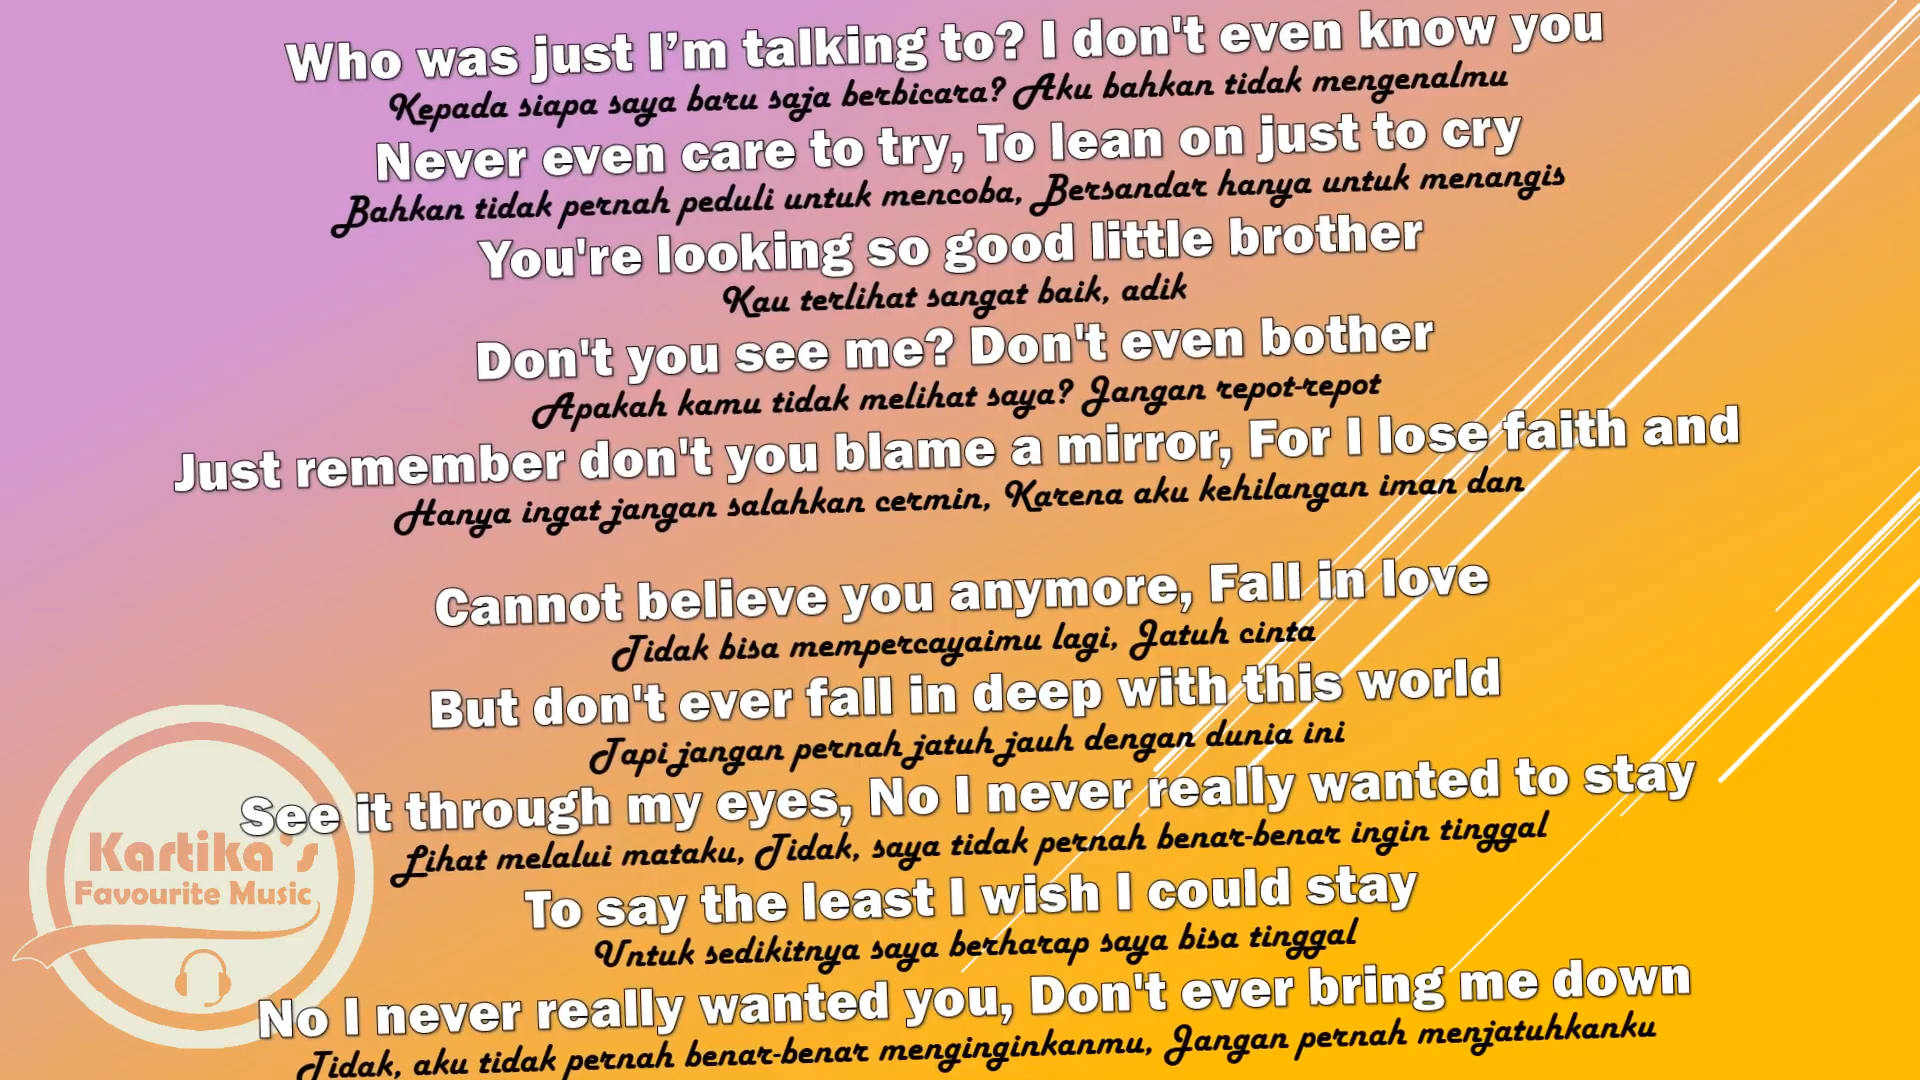 Who was just I’m talking to? I don't even know you
Kepada siapa saya baru saja berbicara? Aku bahkan tidak mengenalmu
Never even care to try, To lean on just to cry
Bahkan tidak pernah peduli untuk mencoba, Bersandar hanya untuk menangis
You're looking so good little brother
Kau terlihat sangat baik, adik
Don't you see me? Don't even bother
Apakah kamu tidak melihat saya? Jangan repot-repot
Just remember don't you blame a mirror, For I lose faith and
Hanya ingat jangan salahkan cermin, Karena aku kehilangan iman dan
Cannot believe you anymore, Fall in love
Tidak bisa mempercayaimu lagi, Jatuh cinta
But don't ever fall in deep with this world
Tapi jangan pernah jatuh jauh dengan dunia ini
See it through my eyes, No I never really wanted to stay
Lihat melalui mataku, Tidak, saya tidak pernah benar-benar ingin tinggal
To say the least I wish I could stay
Untuk sedikitnya saya berharap saya bisa tinggal
No I never really wanted you, Don't ever bring me down
Tidak, aku tidak pernah benar-benar menginginkanmu, Jangan pernah menjatuhkanku
Kartika's
Favourite Music